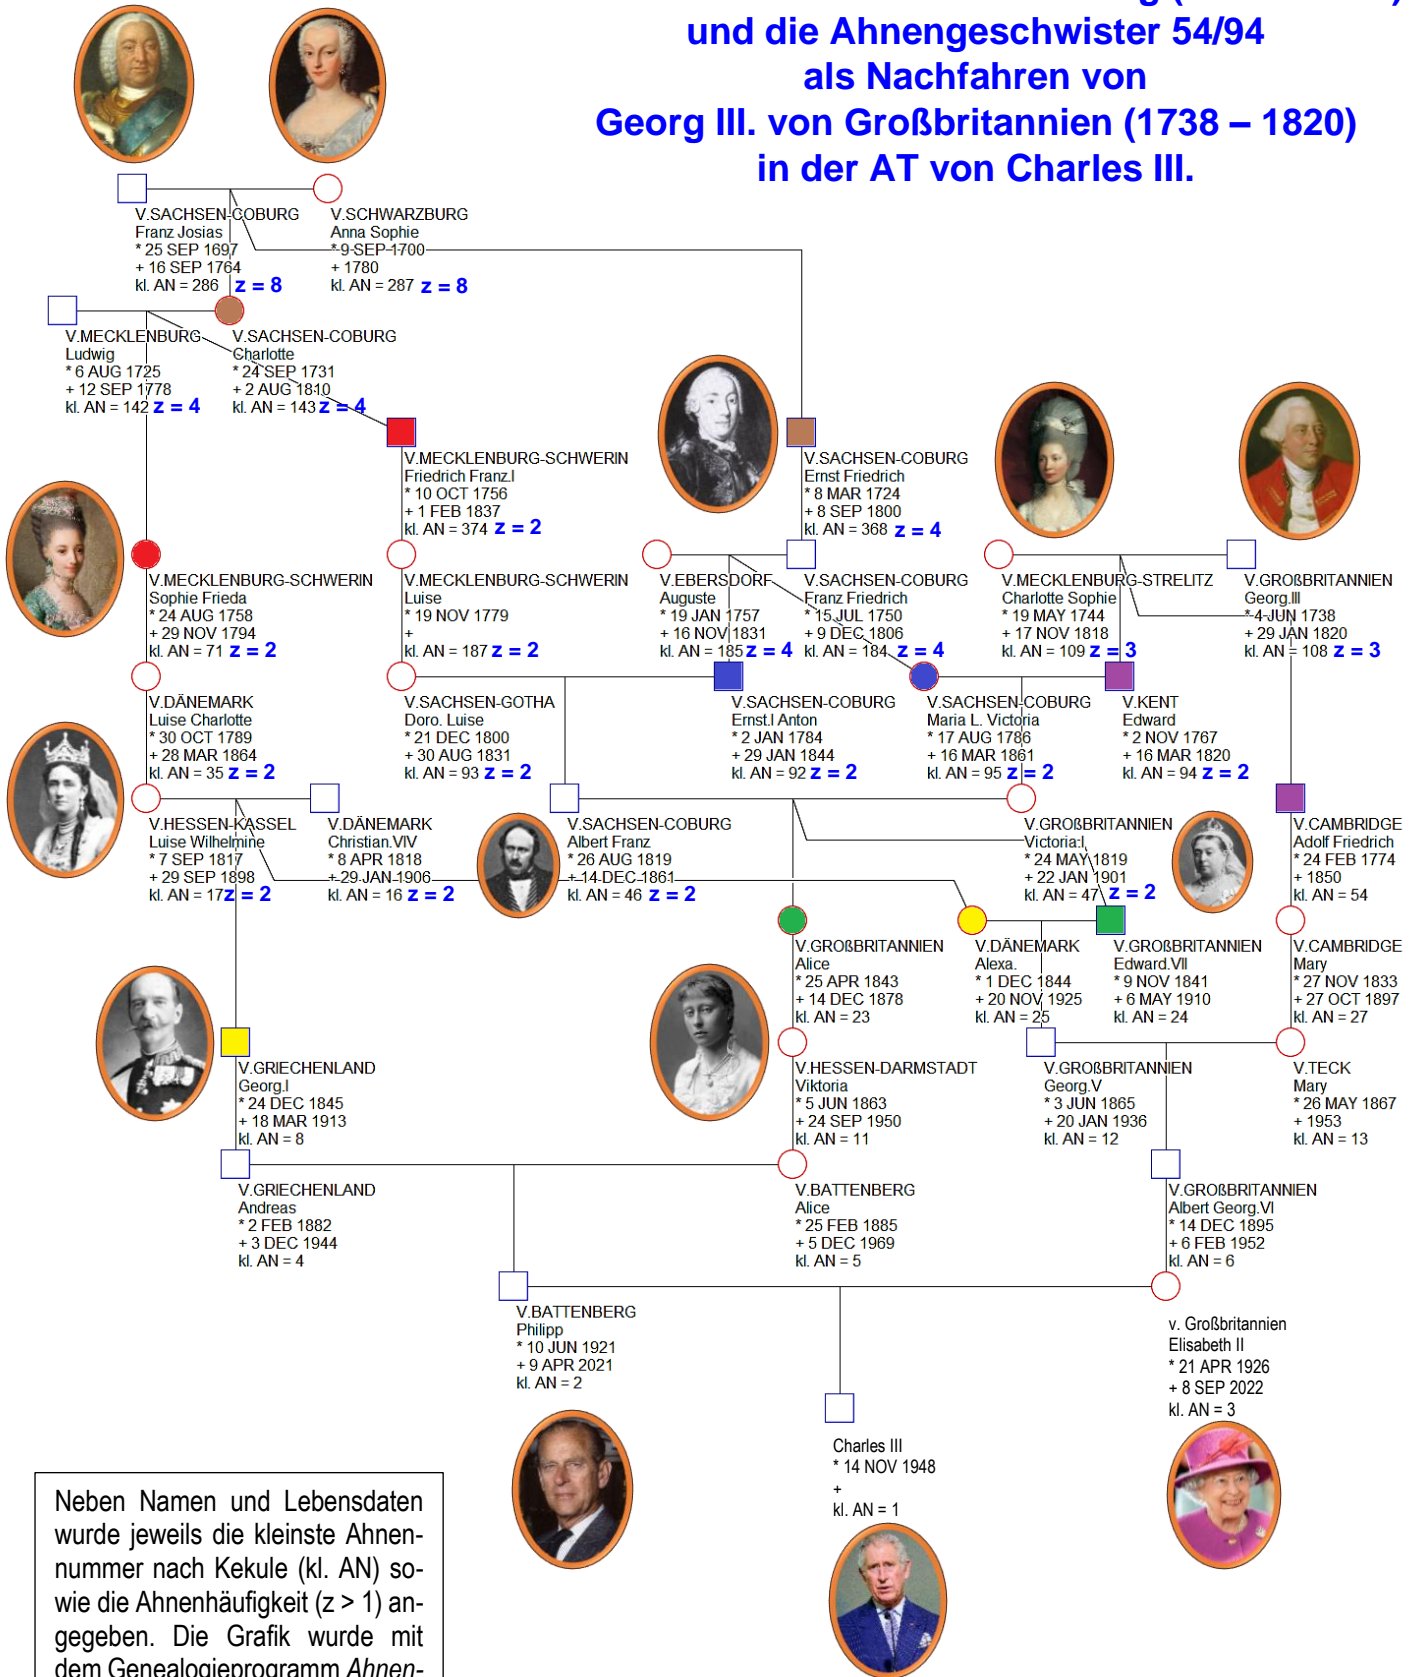 und die Ahnengeschwister 54/94
als Nachfahren von
Georg III. von Großbritannien (1738 – 1820)
in der AT von Charles III.
V.SACHSEN-COBURG
Franz Josias
* 25 SEP 1697
+ 16 SEP 1764
kl. AN = 286 z = 8
V.SCHWARZBURG
Anna Sophie
* 9 SEP 1700
+ 1780
kl. AN = 287 z = 8
V.MECKLENBURG
Ludwig
* 6 AUG 1725
+ 12 SEP 1778
kl. AN = 142 z = 4
V.SACHSEN-COBURG
Charlotte
* 24 SEP 1731
+ 2 AUG 1810
kl. AN = 143 z = 4
V.MECKLENBURG-SCHWERIN
Friedrich Franz.I
* 10 OCT 1756
+ 1 FEB 1837
kl. AN = 374 z = 2
V.SACHSEN-COBURG
Ernst Friedrich
* 8 MAR 1724
+ 8 SEP 1800
kl. AN = 368 z = 4
V.MECKLENBURG-SCHWERIN
Sophie Frieda
* 24 AUG 1758
+ 29 NOV 1794
kl. AN = 71 z = 2
V.MECKLENBURG-SCHWERIN
Luise
* 19 NOV 1779
+
kl. AN = 187 z = 2
V.EBERSDORF
Auguste
* 19 JAN 1757
+ 16 NOV 1831
kl. AN = 185 z = 4
V.SACHSEN-COBURG
Franz Friedrich
* 15 JUL 1750
+ 9 DEC 1806
kl. AN = 184 z = 4
V.MECKLENBURG-STRELITZ
Charlotte Sophie
* 19 MAY 1744
+ 17 NOV 1818
kl. AN = 109 z = 3
V.GROßBRITANNIEN
Georg.III
* 4 JUN 1738
+ 29 JAN 1820
kl. AN = 108 z = 3
V.DÄNEMARK
Luise Charlotte
* 30 OCT 1789
+ 28 MAR 1864
kl. AN = 35 z = 2
V.SACHSEN-GOTHA
Doro. Luise
* 21 DEC 1800
+ 30 AUG 1831
kl. AN = 93 z = 2
V.SACHSEN-COBURG
Ernst.I Anton
* 2 JAN 1784
+ 29 JAN 1844
kl. AN = 92 z = 2
V.SACHSEN-COBURG
Maria L. Victoria
* 17 AUG 1786
+ 16 MAR 1861
kl. AN = 95 z = 2
V.KENT
Edward
* 2 NOV 1767
+ 16 MAR 1820
kl. AN = 94 z = 2
V.HESSEN-KASSEL
Luise Wilhelmine
* 7 SEP 1817
+ 29 SEP 1898
kl. AN = 17 z = 2
V.DÄNEMARK
Christian.VIV
* 8 APR 1818
+ 29 JAN 1906
kl. AN = 16 z = 2
V.SACHSEN-COBURG
Albert Franz
* 26 AUG 1819
+ 14 DEC 1861
kl. AN = 46 z = 2
V.GROßBRITANNIEN
Victoria.I
* 24 MAY 1819
+ 22 JAN 1901
kl. AN = 47 z = 2
V.CAMBRIDGE
Adolf Friedrich
* 24 FEB 1774
+ 1850
kl. AN = 54
V.GROßBRITANNIEN
Alice
* 25 APR 1843
+ 14 DEC 1878
kl. AN = 23
V.DÄNEMARK
Alexa.
* 1 DEC 1844
+ 20 NOV 1925
kl. AN = 25
V.GROßBRITANNIEN
Edward.VII
* 9 NOV 1841
+ 6 MAY 1910
kl. AN = 24
V.CAMBRIDGE
Mary
* 27 NOV 1833
+ 27 OCT 1897
kl. AN = 27
V.GRIECHENLAND
Georg.I
* 24 DEC 1845
+ 18 MAR 1913
kl. AN = 8
V.HESSEN-DARMSTADT
Viktoria
* 5 JUN 1863
+ 24 SEP 1950
kl. AN = 11
V.GROßBRITANNIEN
Georg.V
* 3 JUN 1865
+ 20 JAN 1936
kl. AN = 12
V.TECK
Mary
* 26 MAY 1867
+ 1953
kl. AN = 13
V.GRIECHENLAND
Andreas
* 2 FEB 1882
+ 3 DEC 1944
kl. AN = 4
V.BATTENBERG
Alice
* 25 FEB 1885
+ 5 DEC 1969
kl. AN = 5
V.GROßBRITANNIEN
Albert Georg.VI
* 14 DEC 1895
+ 6 FEB 1952
kl. AN = 6
V.BATTENBERG
Philipp
* 10 JUN 1921
+ 9 APR 2021
kl. AN = 2
v. Großbritannien
Elisabeth II
* 21 APR 1926
+ 8 SEP 2022
kl. AN = 3
Charles III
* 14 NOV 1948
+
kl. AN = 1
Neben Namen und Lebensdaten
wurde jeweils die kleinste Ahnen-
nummer nach Kekule (kl. AN) so-
wie die Ahnenhäufigkeit (z > 1) an-
gegeben. Die Grafik wurde mit
dem Genealogieprogramm Ahnen-